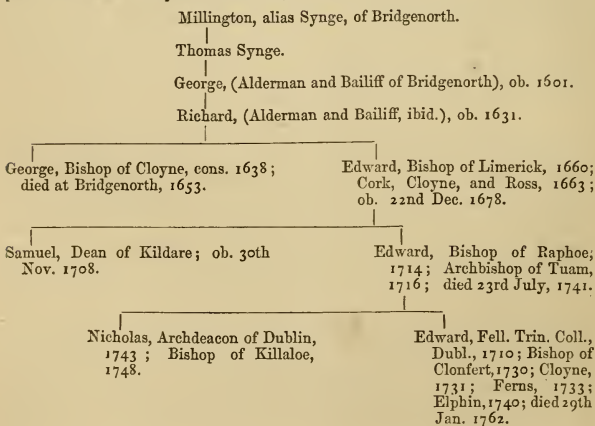 Millington, alias Synge, of Bridgenorth.
Thomas Synge.
George, (Alderman and Bailiff of Bridgenorth), ob. 1601.
Richard, (Alderman and Bailiff, ibid.), ob. 1631.
George, Bishop of Cloyne, cons. 1638;
died at Bridgenorth, 1653.
Edward, Bishop of Limerick, 1660;
Cork, Cloyne, and Ross, 1663;
ob. 22nd Dec. 1678.
Samuel, Dean of Kildare; ob. 30th
Nov. 1708.
Edward, Bishop of Raphoe,
1714; Archbishop of Tuam,
1716; died 23rd July, 1741.
Nicholas, Archdeacon of Dublin,
1743; Bishop of Killaloe,
1748.
Edward, Fell. Trin. Coll.,
Dubl., 1710; Bishop of
Clonfert, 1730; Cloyne,
1731; Ferns, 1733;
Elphin, 1740; died 29th
Jan. 1762.